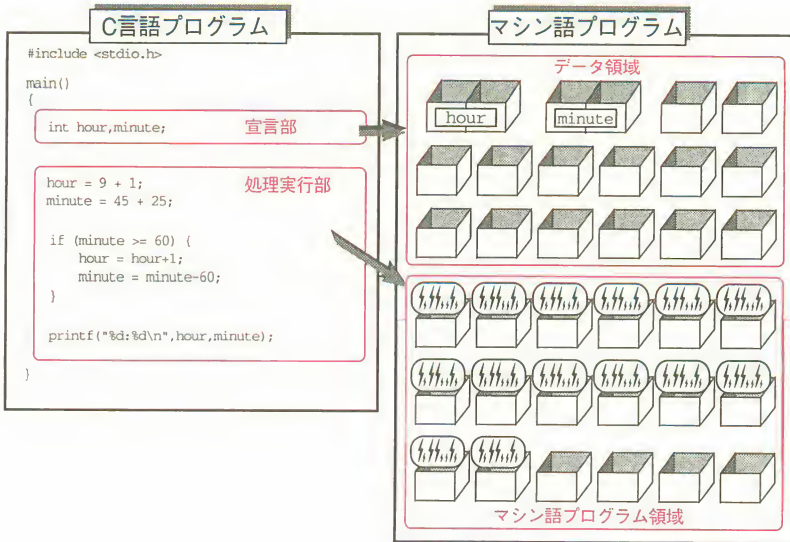 C言語プログラム
#include <stdio.h>
main()
{
int hour,minute;
宣言部
hour = 9 + 1;
処理実行部
minute = 45 + 25;
if (minute >= 60) {
hour = hour+1;
minute = minute-60;
}
printf("%d:%d\n",hour,minute);
}
マシン語プログラム
データ領域
hour
minute
マシン語プログラム領域